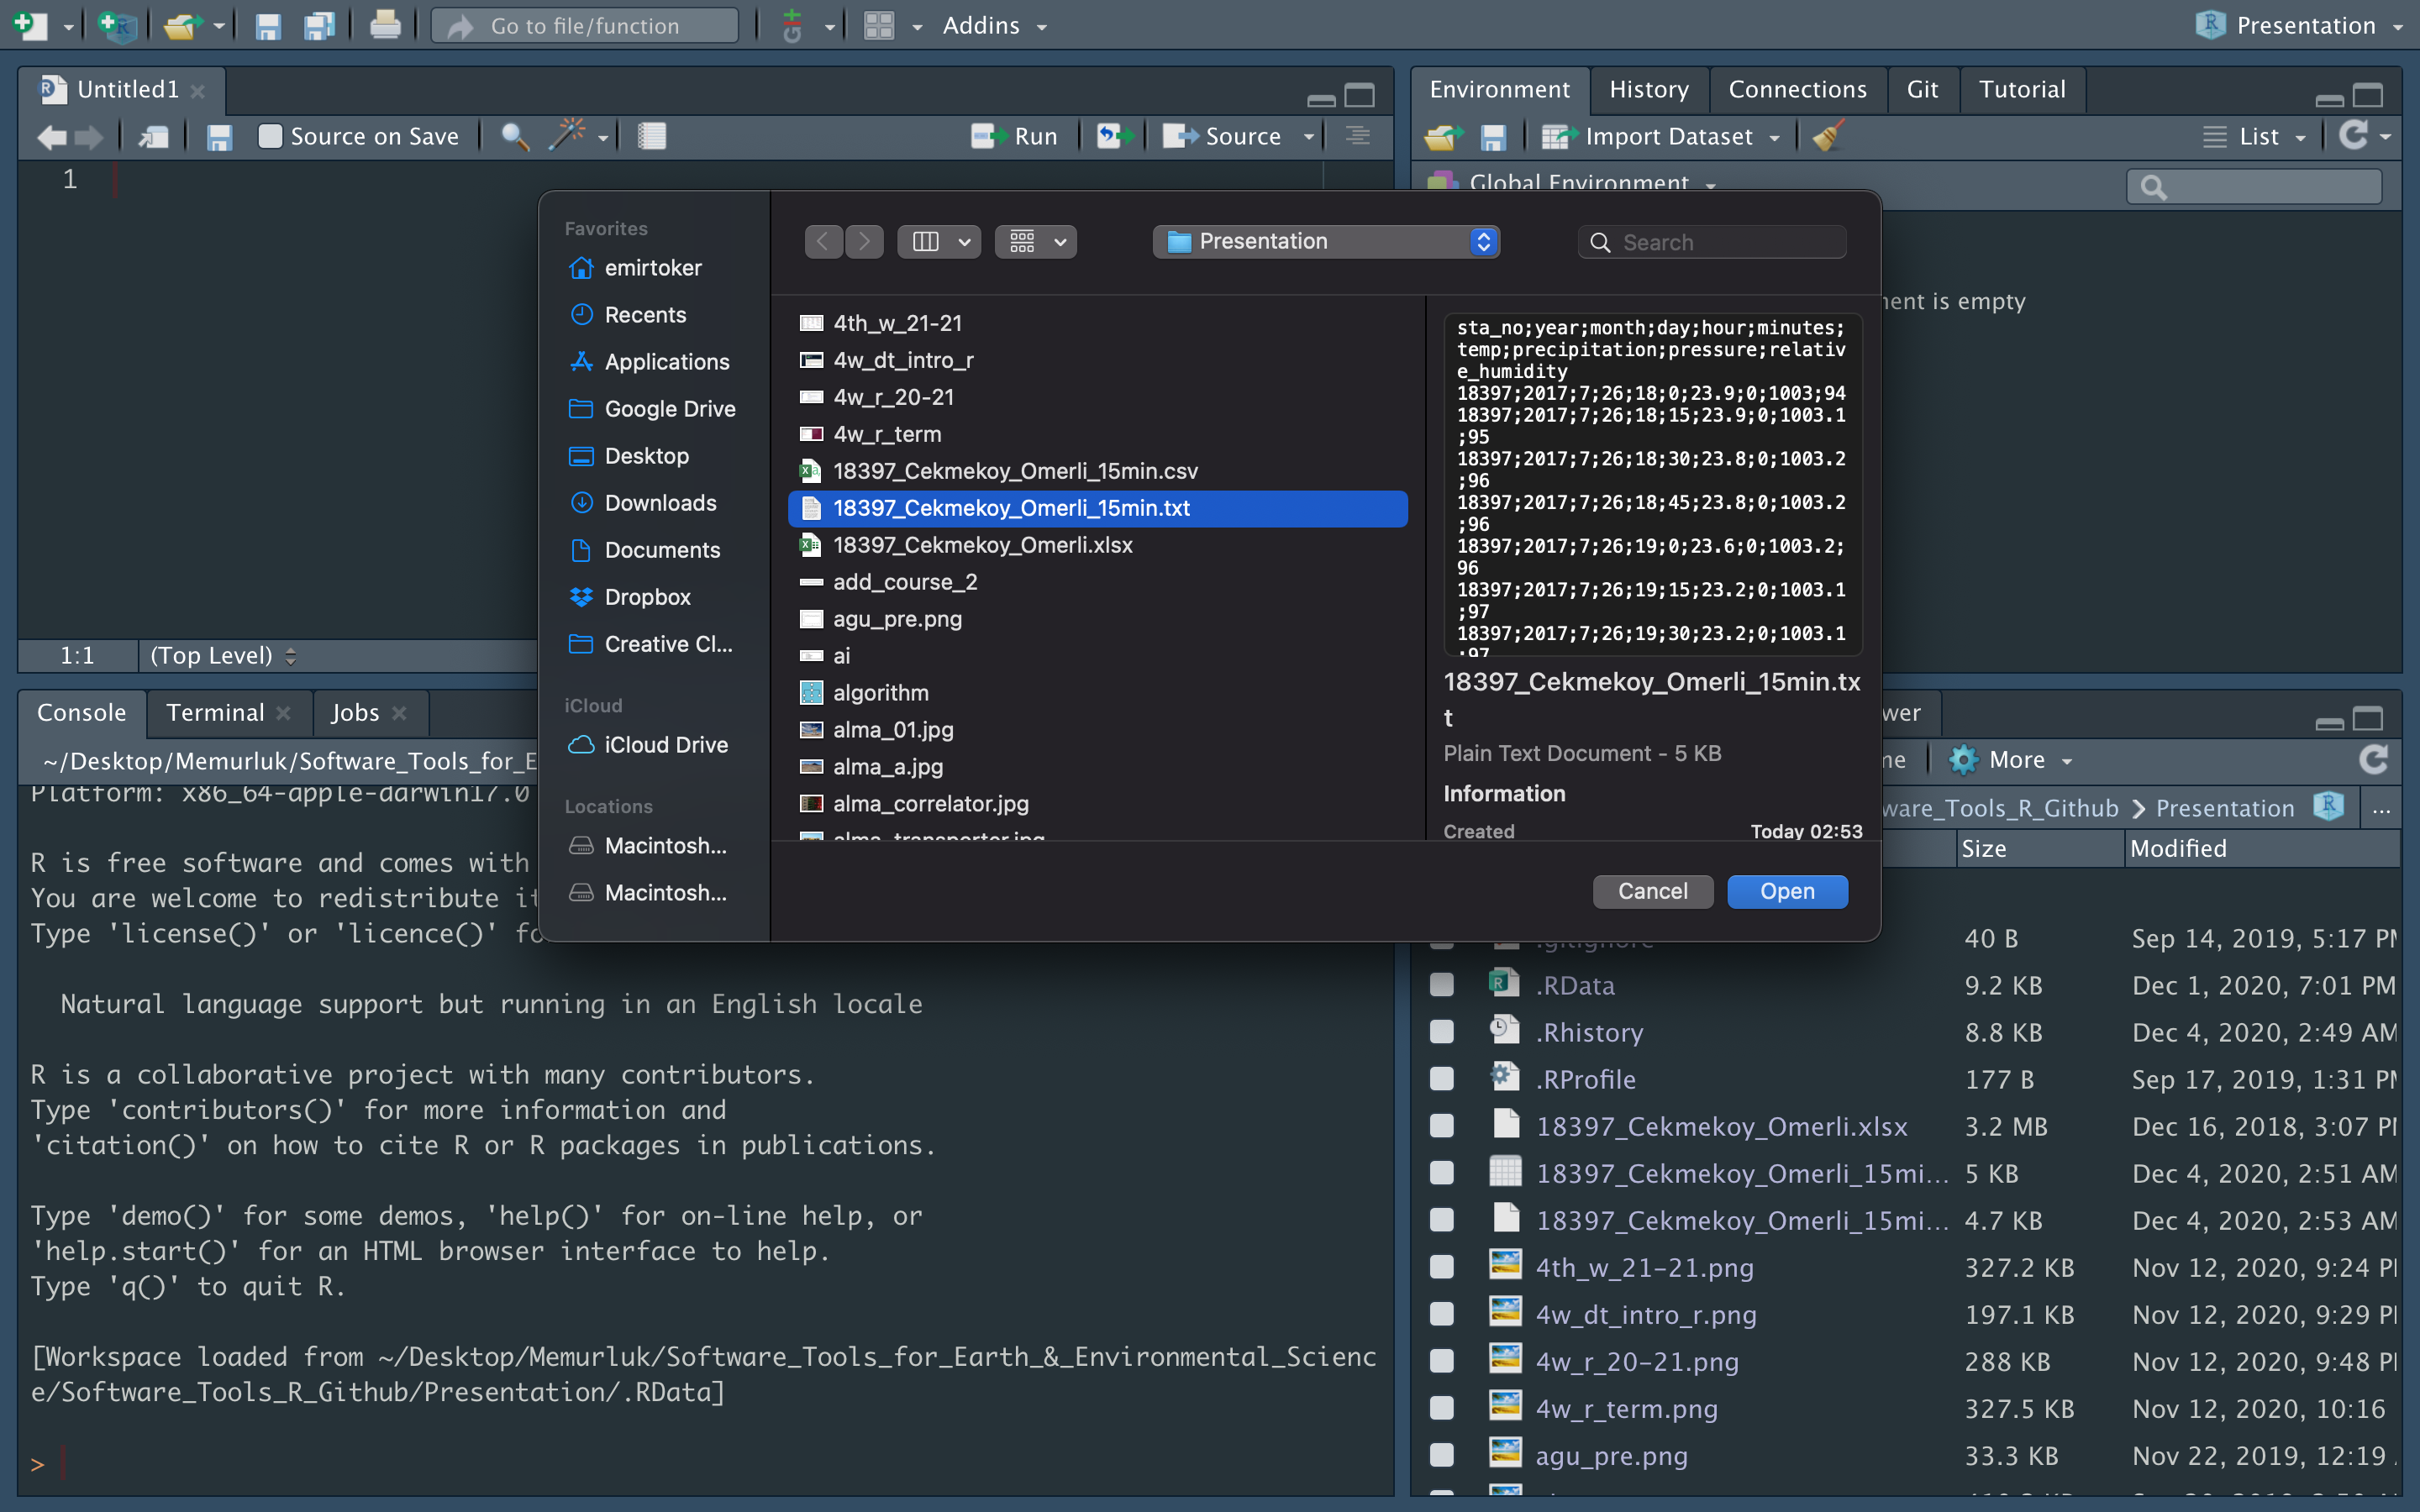 Go to file/function
Addins
Presentation
Untitled1
Source on Save
Run
Source
1
1:1
(Top Level)
Environment
History
Connections
Git
Tutorial
Import Dataset
List
Global Environment
ment is empty
Favorites
emirtoker
Recents
Applications
Google Drive
Desktop
Downloads
Documents
Dropbox
Creative Cl...
iCloud
iCloud Drive
Locations
Macintosh...
Macintosh...
Presentation
Search
4th_w_21-21
4w_dt_intro_r
4w_r_20-21
4w_r_term
18397_Cekmekoy_Omerli_15min.csv
18397_Cekmekoy_Omerli_15min.txt
18397_Cekmekoy_Omerli.xlsx
add_course_2
agu_pre.png
ai
algorithm
alma_01.jpg
alma_a.jpg
alma_correlator.jpg
alma_transporter.jpg
sta_no;year;month;day;hour;minutes;
temp;precipitation;pressure;relativ
e_humidity
18397;2017;7;26;18;0;23.9;0;1003;94
18397;2017;7;26;18;15;23.9;0;1003.1
;95
18397;2017;7;26;18;30;23.8;0;1003.2
;96
18397;2017;7;26;18;45;23.8;0;1003.2
;96
18397;2017;7;26;19;0;23.6;0;1003.2;
96
18397;2017;7;26;19;15;23.2;0;1003.1
;97
18397;2017;7;26;19;30;23.2;0;1003.1
;97
18397_Cekmekoy_Omerli_15min.tx
t
Plain Text Document - 5 KB
Information
Created Today 02:53
Cancel
Open
Console
Terminal
Jobs
~/Desktop/Memurluk/Software_Tools_for_E
Platform: x86_64-apple-darwin17.0
R is free software and comes with
You are welcome to redistribute it
Type 'license()' or 'licence()' fo
Natural language support but running in an English locale
R is a collaborative project with many contributors.
Type 'contributors()' for more information and
'citation()' on how to cite R or R packages in publications.
Type 'demo()' for some demos, 'help()' for on-line help, or
'help.start()' for an HTML browser interface to help.
Type 'q()' to quit R.
[Workspace loaded from ~/Desktop/Memurluk/Software_Tools_for_Earth_&_Environmental_Scienc
e/Software_Tools_R_Github/Presentation/.RData]
>
wer
me
More
ware_Tools_R_Github
Presentation
...
Size
Modified
.gitignore 40 B Sep 14, 2019, 5:17 PM
.RData 9.2 KB Dec 1, 2020, 7:01 PM
.Rhistory 8.8 KB Dec 4, 2020, 2:49 AM
.RProfile 177 B Sep 17, 2019, 1:31 PM
18397_Cekmekoy_Omerli.xlsx 3.2 MB Dec 16, 2018, 3:07 P
18397_Cekmekoy_Omerli_15mi... 5 KB Dec 4, 2020, 2:51 AM
18397_Cekmekoy_Omerli_15mi... 4.7 KB Dec 4, 2020, 2:53 AM
4th_w_21-21.png 327.2 KB Nov 12, 2020, 9:24 P
4w_dt_intro_r.png 197.1 KB Nov 12, 2020, 9:29 P
4w_r_20-21.png 288 KB Nov 12, 2020, 9:48 P
4w_r_term.png 327.5 KB Nov 12, 2020, 10:16
agu_pre.png 33.3 KB Nov 22, 2019, 12:19